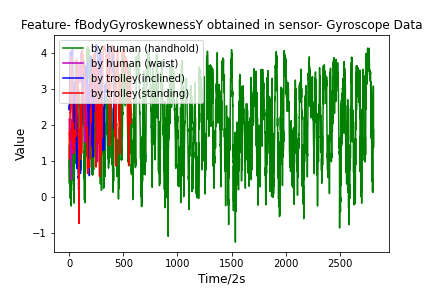 Feature- fBodyGyroskewnessY obtained in sensor- Gyroscope Data
by human (handhold)
by human (waist)
by trolley(inclined)
by trolley(standing)
Value
4
3
2
1
0
−1
0 500 1000 1500 2000 2500
Time/2s